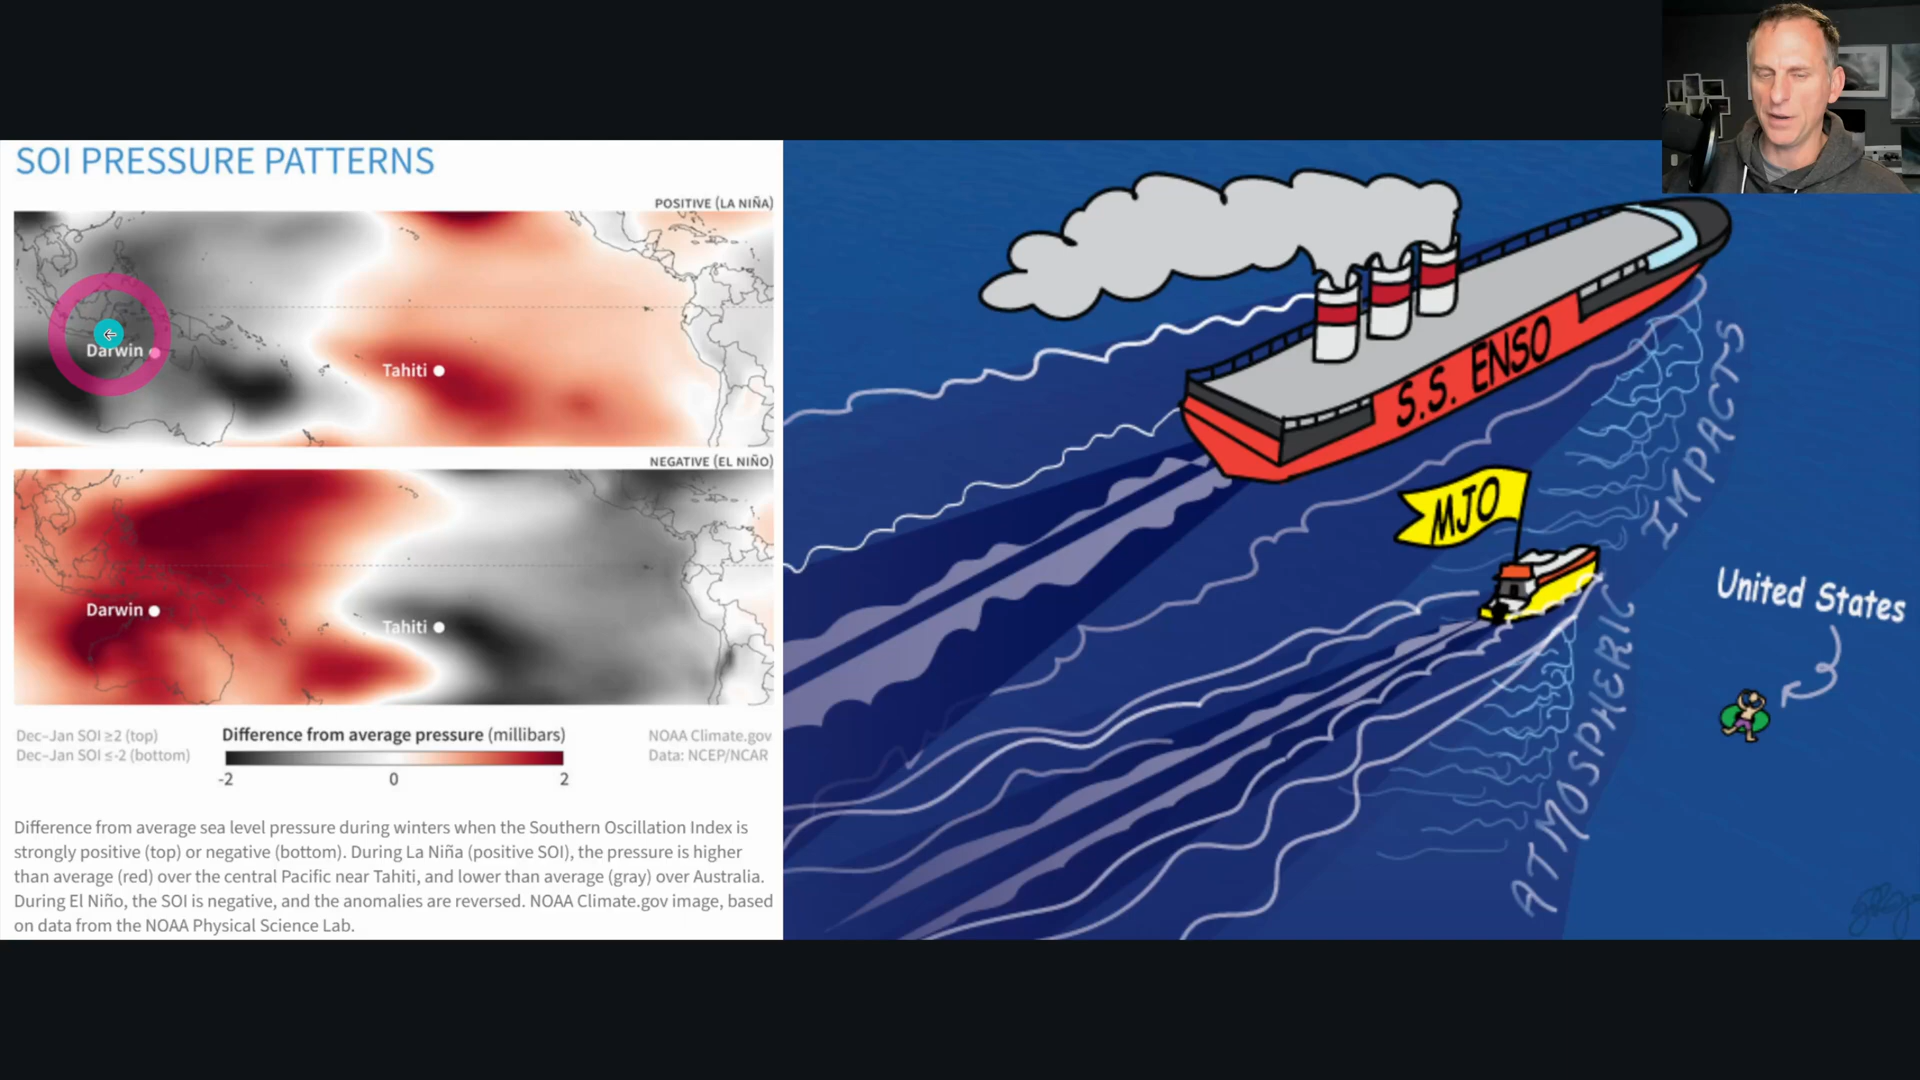 SOI PRESSURE PATTERNS
POSITIVE (LA NIÑA)
Darwin
Tahiti
NEGATIVE (EL NIÑO)
Darwin
Tahiti
Dec–Jan SOI ≥2 (top)
Dec–Jan SOI ≤-2 (bottom)
Difference from average pressure (millibars)
-2
0
2
NOAA Climate.gov
Data: NCEP/NCAR
Difference from average sea level pressure during winters when the Southern Oscillation Index is
strongly positive (top) or negative (bottom). During La Niña (positive SOI), the pressure is higher
than average (red) over the central Pacific near Tahiti, and lower than average (gray) over Australia.
During El Niño, the SOI is negative, and the anomalies are reversed. NOAA Climate.gov image, based
on data from the NOAA Physical Science Lab.
S.S. ENSO
MJO
ATMOSPHERIC IMPACTS
United States